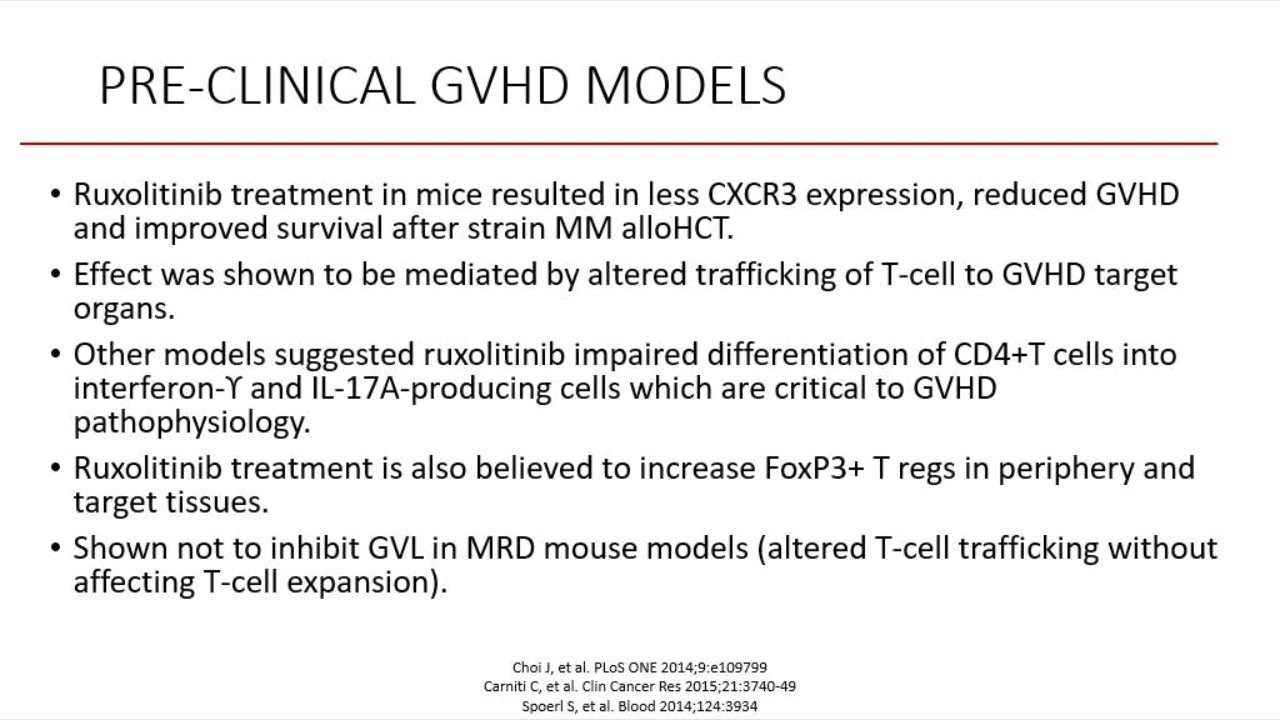 PRE-CLINICAL GVHD MODELS
• Ruxolitinib treatment in mice resulted in less CXCR3 expression, reduced GVHD
and improved survival after strain MM alloHCT.
• Effect was shown to be mediated by altered trafficking of T-cell to GVHD target
organs.
• Other models suggested ruxolitinib impaired differentiation of CD4+T cells into
interferon-ϒ and IL-17A-producing cells which are critical to GVHD
pathophysiology.
• Ruxolitinib treatment is also believed to increase FoxP3+ T regs in periphery and
target tissues.
• Shown not to inhibit GVL in MRD mouse models (altered T-cell trafficking without
affecting T-cell expansion).
Choi J, et al. PLoS ONE 2014;9:e109799
Carniti C, et al. Clin Cancer Res 2015;21:3740-49
Spoerl S, et al. Blood 2014;124:3934